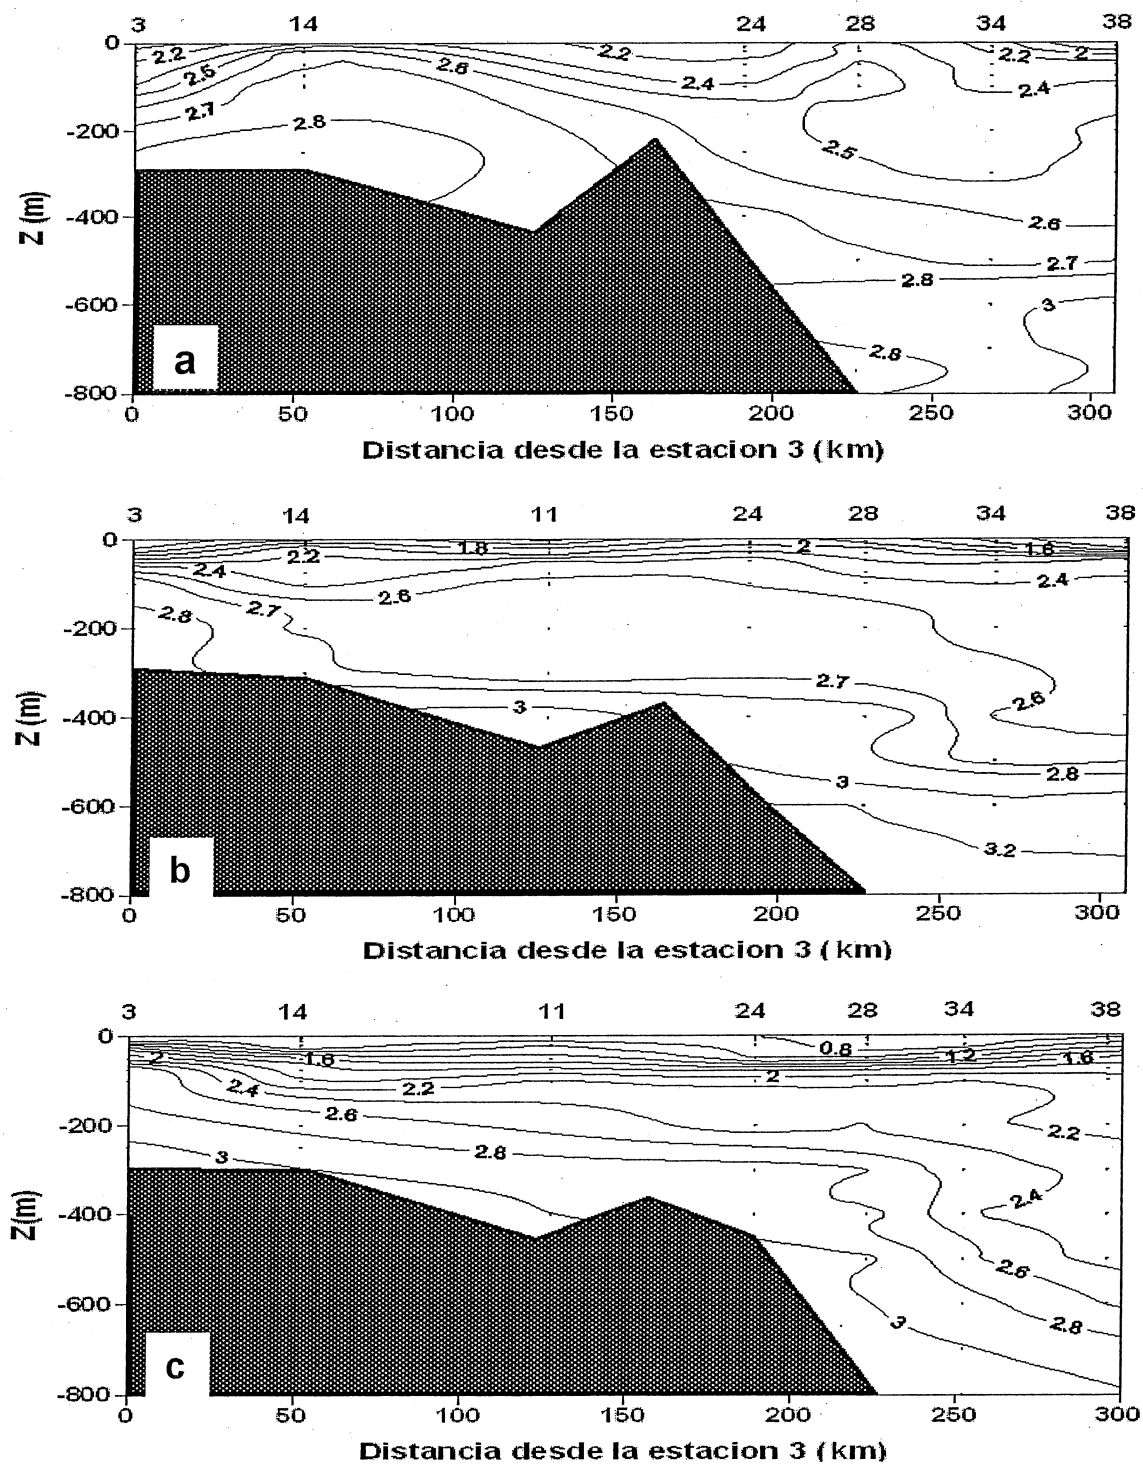 3 14 24 28 34 38
0
2.2 2.2 2.2 2
2.5 2.6 2.4 2.4
2.7
2.8
-200
2.5
Z (m)
-400
2.6
2.7
2.8
-600
3
a
2.8
-800
0 50 100 150 200 250 300
Distancia desde la estacion 3 (km)
3 14 11 24 28 34 38
0
1.8 2 1.6
2.2
2.4 2.4
2.6
2.7
2.8
-200
2.7
2.6
Z (m)
-400
3
2.8
3
-600
3.2
b
-800
0 50 100 150 200 250 300
Distancia desde la estacion 3 (km)
3 14 11 24 28 34 38
0
0.8
2 1.6 1.2 1.6
2
2.4 2.2
2.6
-200
2.2
2.8
3
2.4
Z(m)
-400
2.6
-600
3 2.8
c
-800
0 50 100 150 200 250 300
Distancia desde la estacion 3 (km)